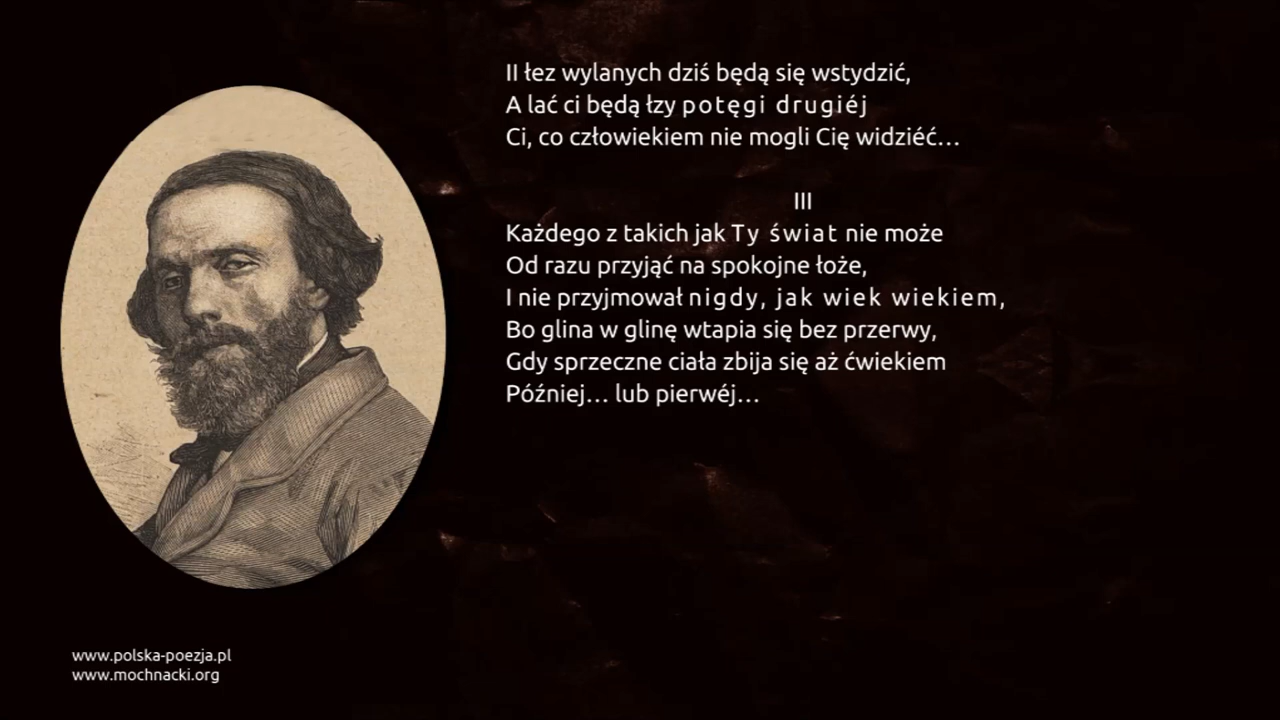 II łez wylanych dziś będą się wstydzić,
A lać ci będą łzy potęgi drugiéj
Ci, co człowiekiem nie mogli Cię widziéć…
III
Każdego z takich jak Ty świat nie może
Od razu przyjąć na spokojne łoże,
I nie przyjmował nigdy, jak wiek wiekiem,
Bo glina w glinę wtapia się bez przerwy,
Gdy sprzeczne ciała zbija się aż ćwiekiem
Później… lub pierwéj…
www.polska-poezja.pl
www.mochnacki.org